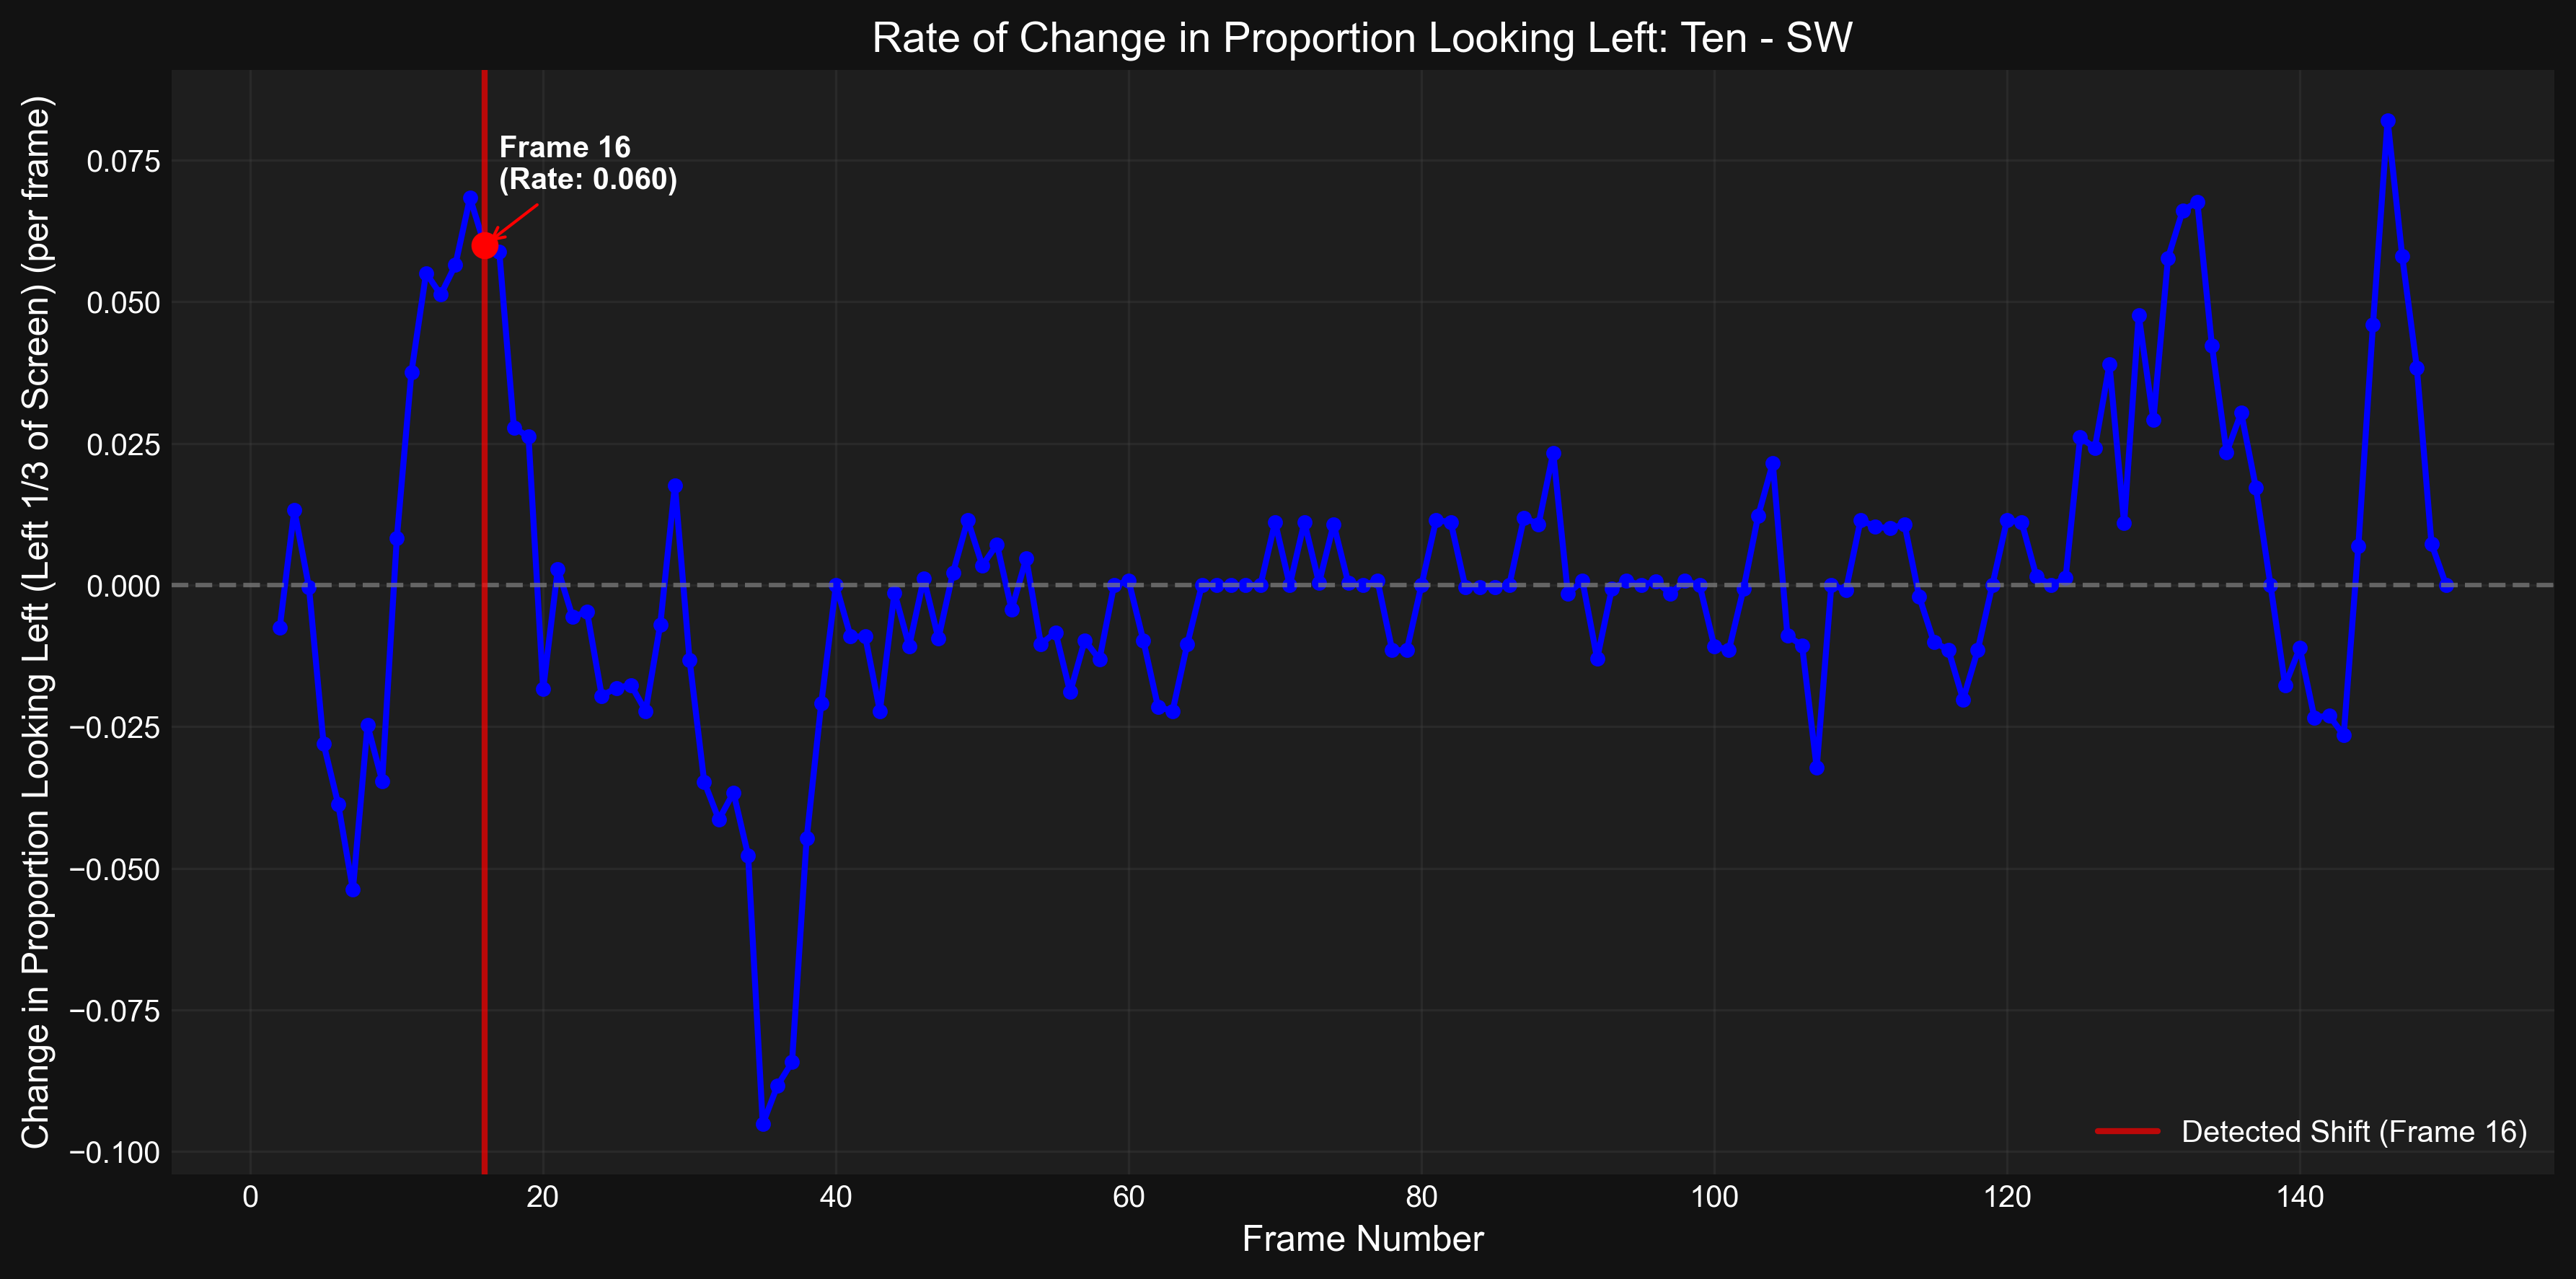 Rate of Change in Proportion Looking Left: Ten - SW
Change in Proportion Looking Left (Left 1/3 of Screen) (per frame)
0.075
0.050
0.025
0.000
−0.025
−0.050
−0.075
−0.100
Frame 16
(Rate: 0.060)
Detected Shift (Frame 16)
0 20 40 60 80 100 120 140
Frame Number